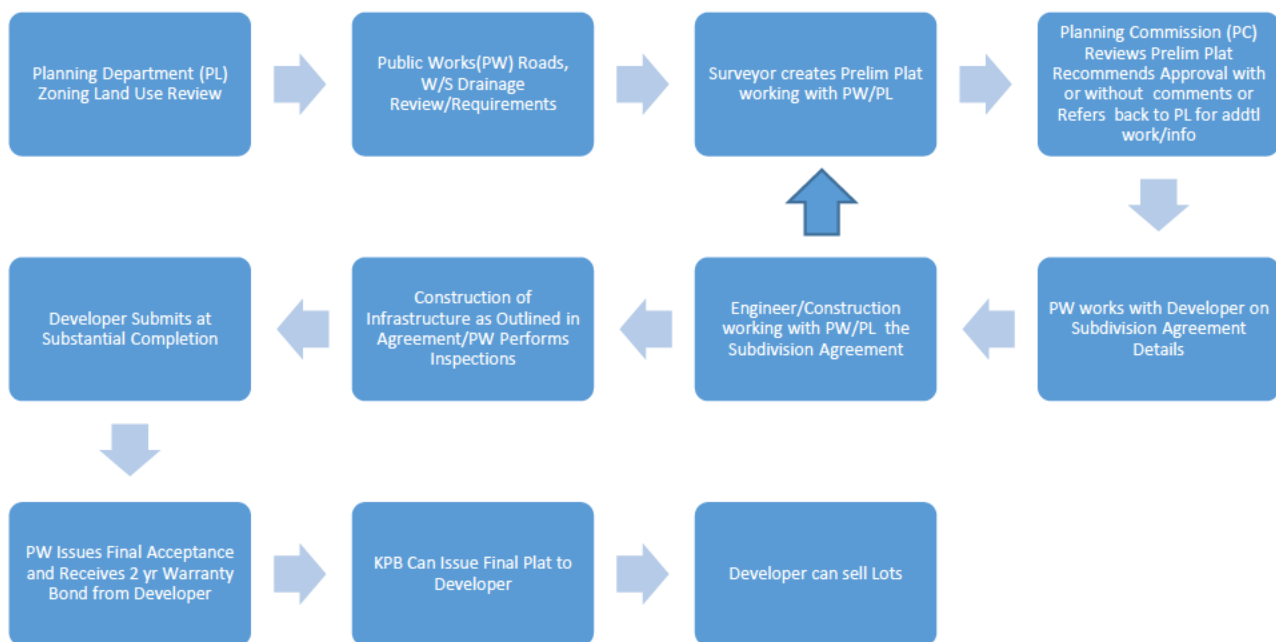 Planning Department (PL)
Zoning Land Use Review
Public Works(PW) Roads,
W/S Drainage
Review/Requirements
Surveyor creates Prelim Plat
working with PW/PL
Planning Commission (PC)
Reviews Prelim Plat
Recommends Approval with
or without  comments or
Refers  back to PL for addtl
work/info
PW works with Developer on
Subdivision Agreement
Details
Engineer/Construction
working with PW/PL  the
Subdivision Agreement
Construction of
Infrastructure as Outlined in
Agreement/PW Performs
Inspections
Developer Submits at
Substantial Completion
PW Issues Final Acceptance
and Receives 2 yr Warranty
Bond from Developer
KPB Can Issue Final Plat to
Developer
Developer can sell Lots